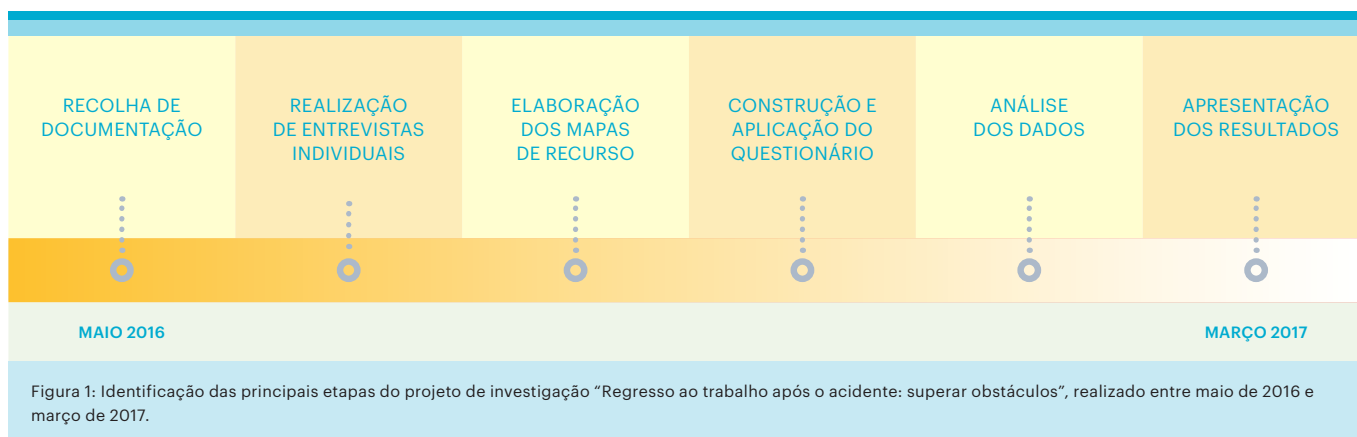 RECOLHA DE
DOCUMENTAÇÃO
REALIZAÇÃO
DE ENTREVISTAS
INDIVIDUAIS
ELABORAÇÃO
DOS MAPAS
DE RECURSO
CONSTRUÇÃO E
APLICAÇÃO DO
QUESTIONÁRIO
ANÁLISE
DOS DADOS
APRESENTAÇÃO
DOS RESULTADOS
MAIO 2016
MARÇO 2017
Figura 1: Identificação das principais etapas do projeto de investigação “Regresso ao trabalho após o acidente: superar obstáculos”, realizado entre maio de 2016 e
março de 2017.